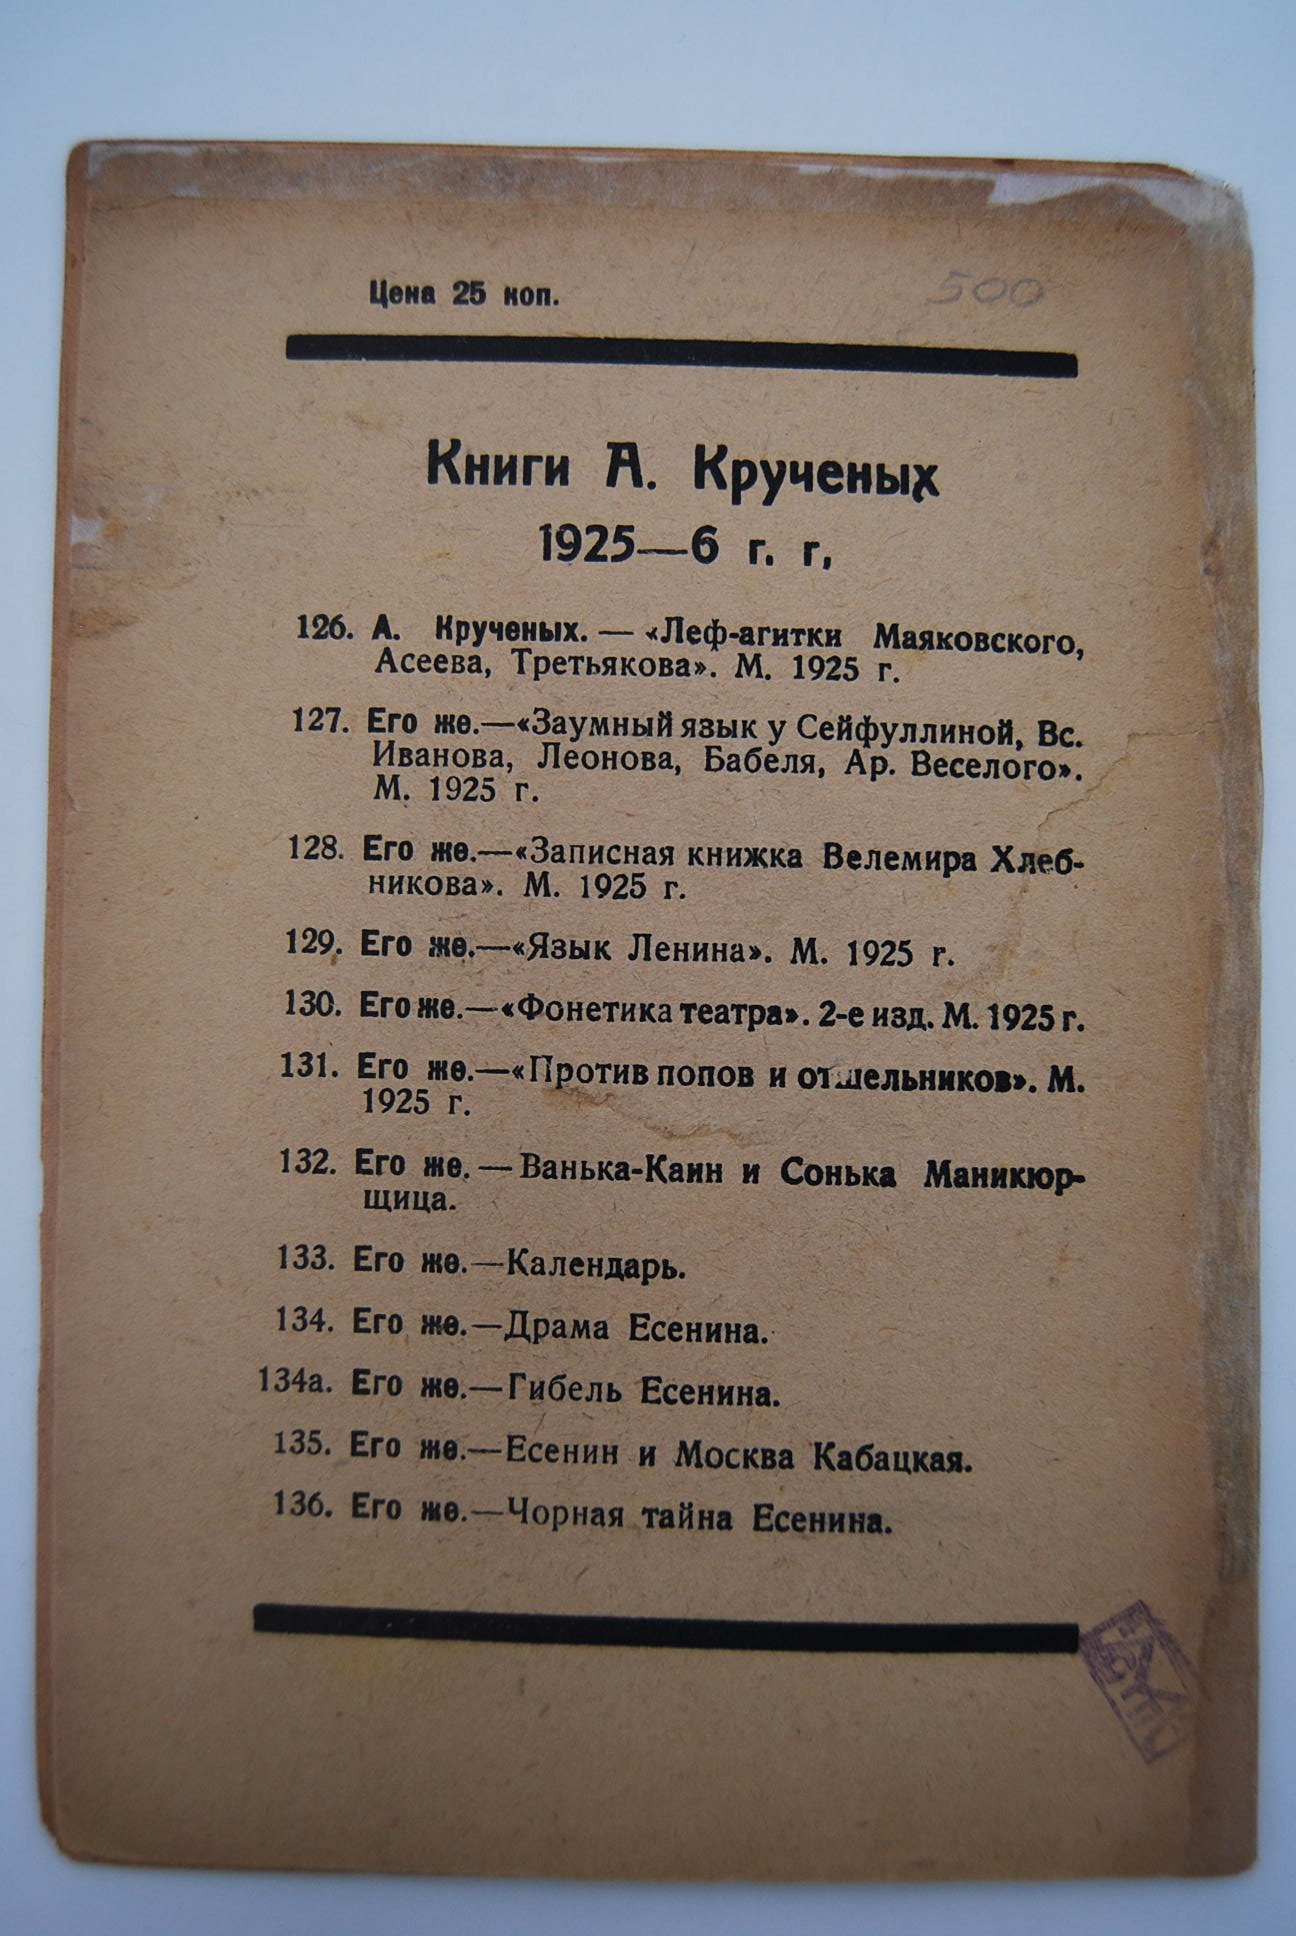 Цена 25 коп.
500
Книги А. Крученых
1925—6 г. г,
126. А. Крученых. — «Леф-агитки Маяковского,
Асеева, Третьякова». М. 1925 г.
127. Его же.—«Заумный язык у Сейфуллиной, Вс.
Иванова, Леонова, Бабеля, Ар. Веселого».
М. 1925 г.
128. Его же.—«Записная книжка Велемира Хлеб-
никова». М. 1925 г.
129. Его же.—«Язык Ленина». М. 1925 г.
130. Его же.—«Фонетика театра». 2-е изд. М. 1925 г.
131. Его же.—«Против попов и отшельников». М.
1925 г.
132. Его же. — Ванька-Каин и Сонька Маникюр-
щица.
133. Его же.—Календарь.
134. Его же.—Драма Есенина.
134а. Его же.—Гибель Есенина.
135. Его же.—Есенин и Москва Кабацкая.
136. Его же.—Чорная тайна Есенина.